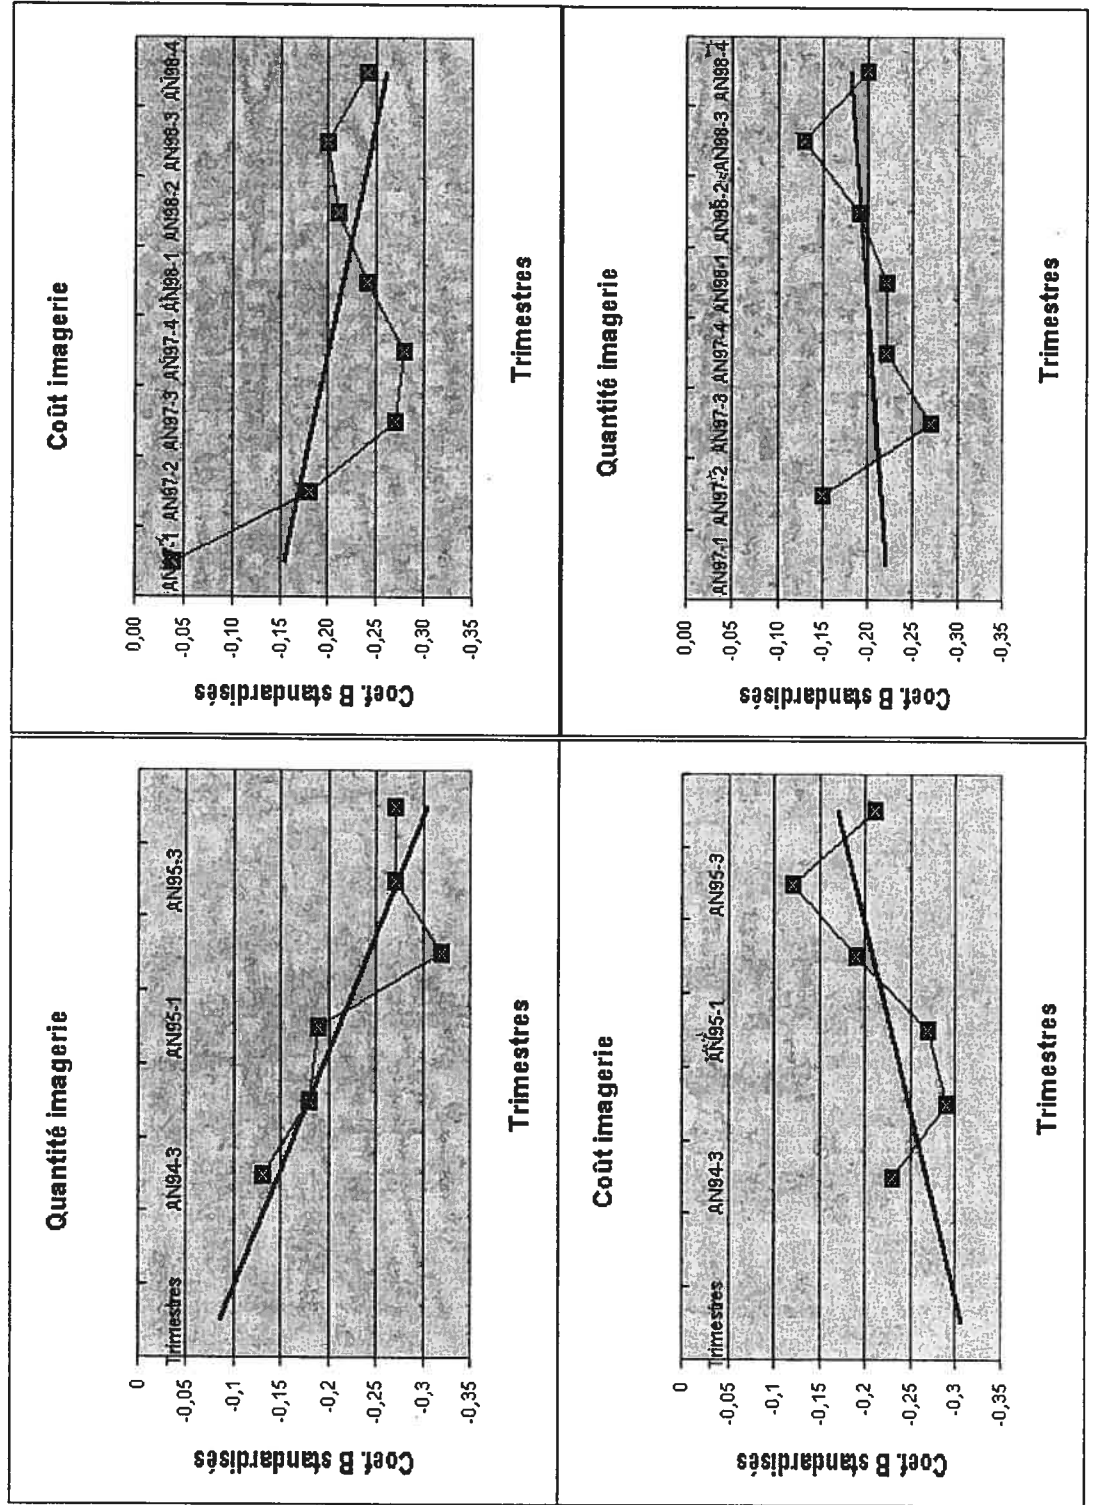 Quantité imagerie
Coef. B standardisés
0
-0,05
-0,1
-0,15
-0,2
-0,25
-0,3
-0,35
Trimestres AN94-3 AN95-1 AN95-3
Trimestres
Coût imagerie
Coef. B standardisés
0,00
-0,05
-0,10
-0,15
-0,20
-0,25
-0,30
-0,35
AN97-1 AN97-2 AN97-3 AN97-4 AN98-1 AN98-2 AN98-3 AN98-4
Trimestres
Coût imagerie
Coef. B standardisés
0
-0,05
-0,1
-0,15
-0,2
-0,25
-0,3
-0,35
Trimestres AN94-3 AN95-1 AN95-3
Trimestres
Quantité imagerie
Coef. B standardisés
0,00
-0,05
-0,10
-0,15
-0,20
-0,25
-0,30
-0,35
AN97-1 AN97-2 AN97-3 AN97-4 AN98-1 AN98-2 AN98-3 AN98-4
Trimestres